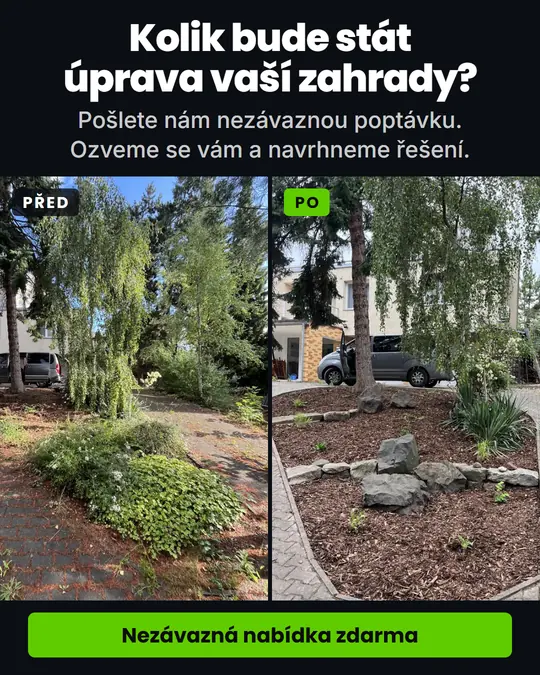 Kolik bude stát
úprava vaší zahrady?
Pošlete nám nezávaznou poptávku.
Ozveme se vám a navrhneme řešení.
PŘED
PO
Nezávazná nabídka zdarma